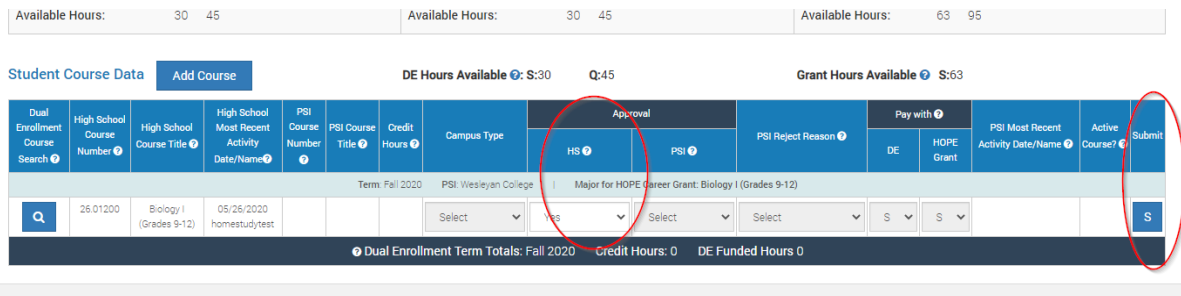 Available Hours: 30 45 Available Hours: 30 45 Available Hours: 63 95
Student Course Data Add Course DE Hours Available ?: S:30 Q:45 Grant Hours Available ? S:63
Dual Enrollment Course Search ?
High School Course Number ?
High School Course Title ?
High School Most Recent Activity Date/Name ?
PSI Course Number ?
PSI Course Title ?
Credit Hours ?
Campus Type
Approval
HS ?
PSI ?
PSI Reject Reason ?
Pay with ?
DE
HOPE Grant
PSI Most Recent Activity Date/Name ?
Active Course? ?
Submit
Term: Fall 2020 PSI: Wesleyan College | Major for HOPE Career Grant: Biology I (Grades 9-12)
26.01200
Biology I (Grades 9-12)
05/26/2020 homestudytest
Select
Yes
Select
Select
S
S
S
? Dual Enrollment Term Totals: Fall 2020 Credit Hours: 0 DE Funded Hours 0